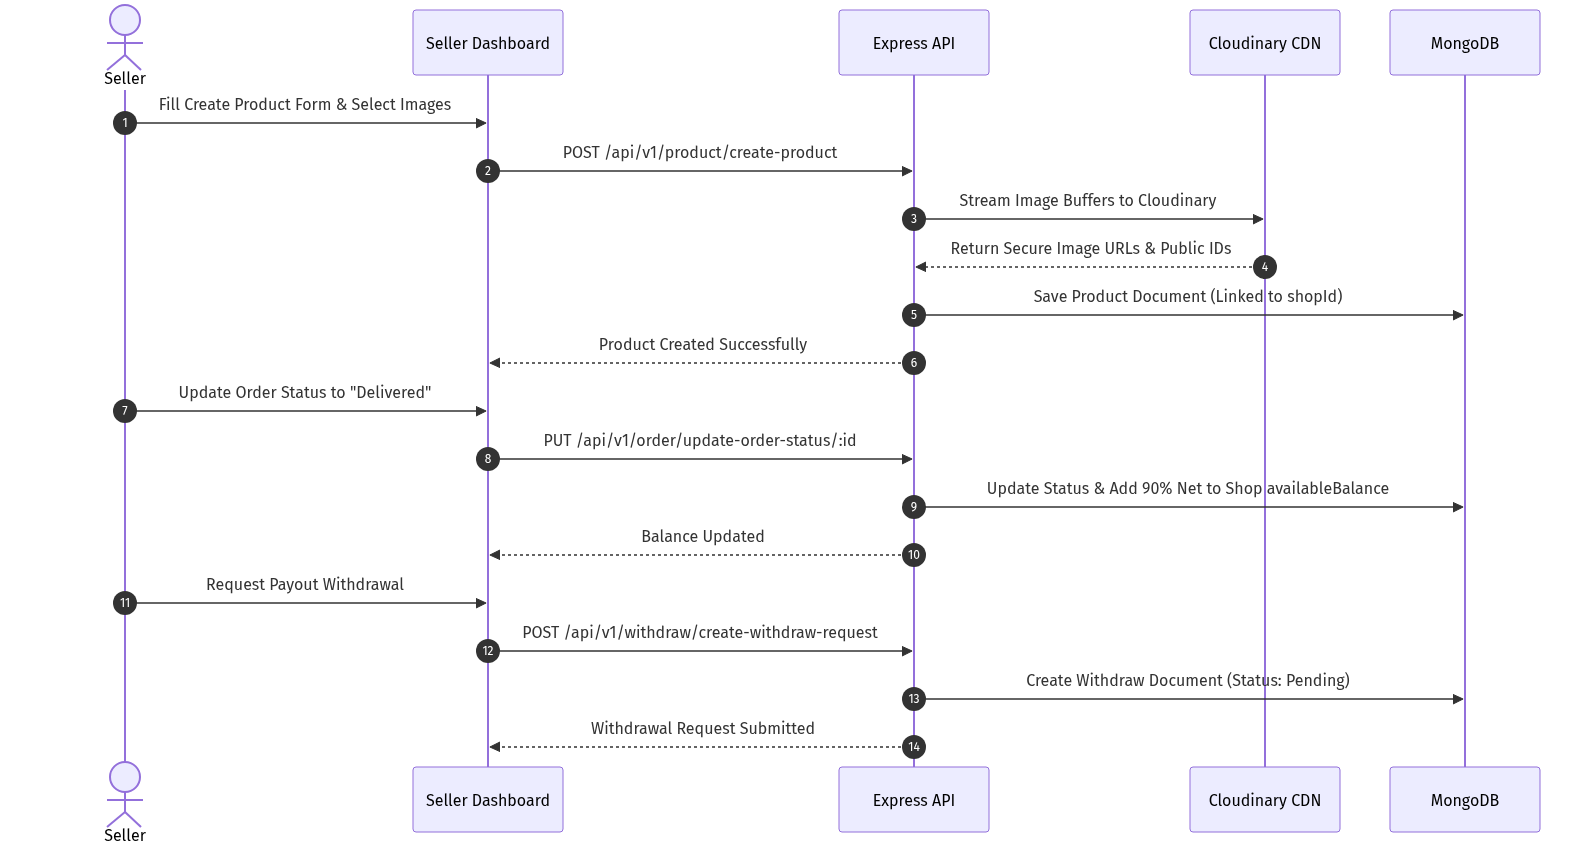 Seller
Seller Dashboard
Express API
Cloudinary CDN
MongoDB
Fill Create Product Form & Select Images
1
POST /api/v1/product/create-product
2
Stream Image Buffers to Cloudinary
3
Return Secure Image URLs & Public IDs
4
Save Product Document (Linked to shopId)
5
Product Created Successfully
6
Update Order Status to "Delivered"
7
PUT /api/v1/order/update-order-status/:id
8
Update Status & Add 90% Net to Shop availableBalance
9
Balance Updated
10
Request Payout Withdrawal
11
POST /api/v1/withdraw/create-withdraw-request
12
Create Withdraw Document (Status: Pending)
13
Withdrawal Request Submitted
14
Seller
Seller Dashboard
Express API
Cloudinary CDN
MongoDB